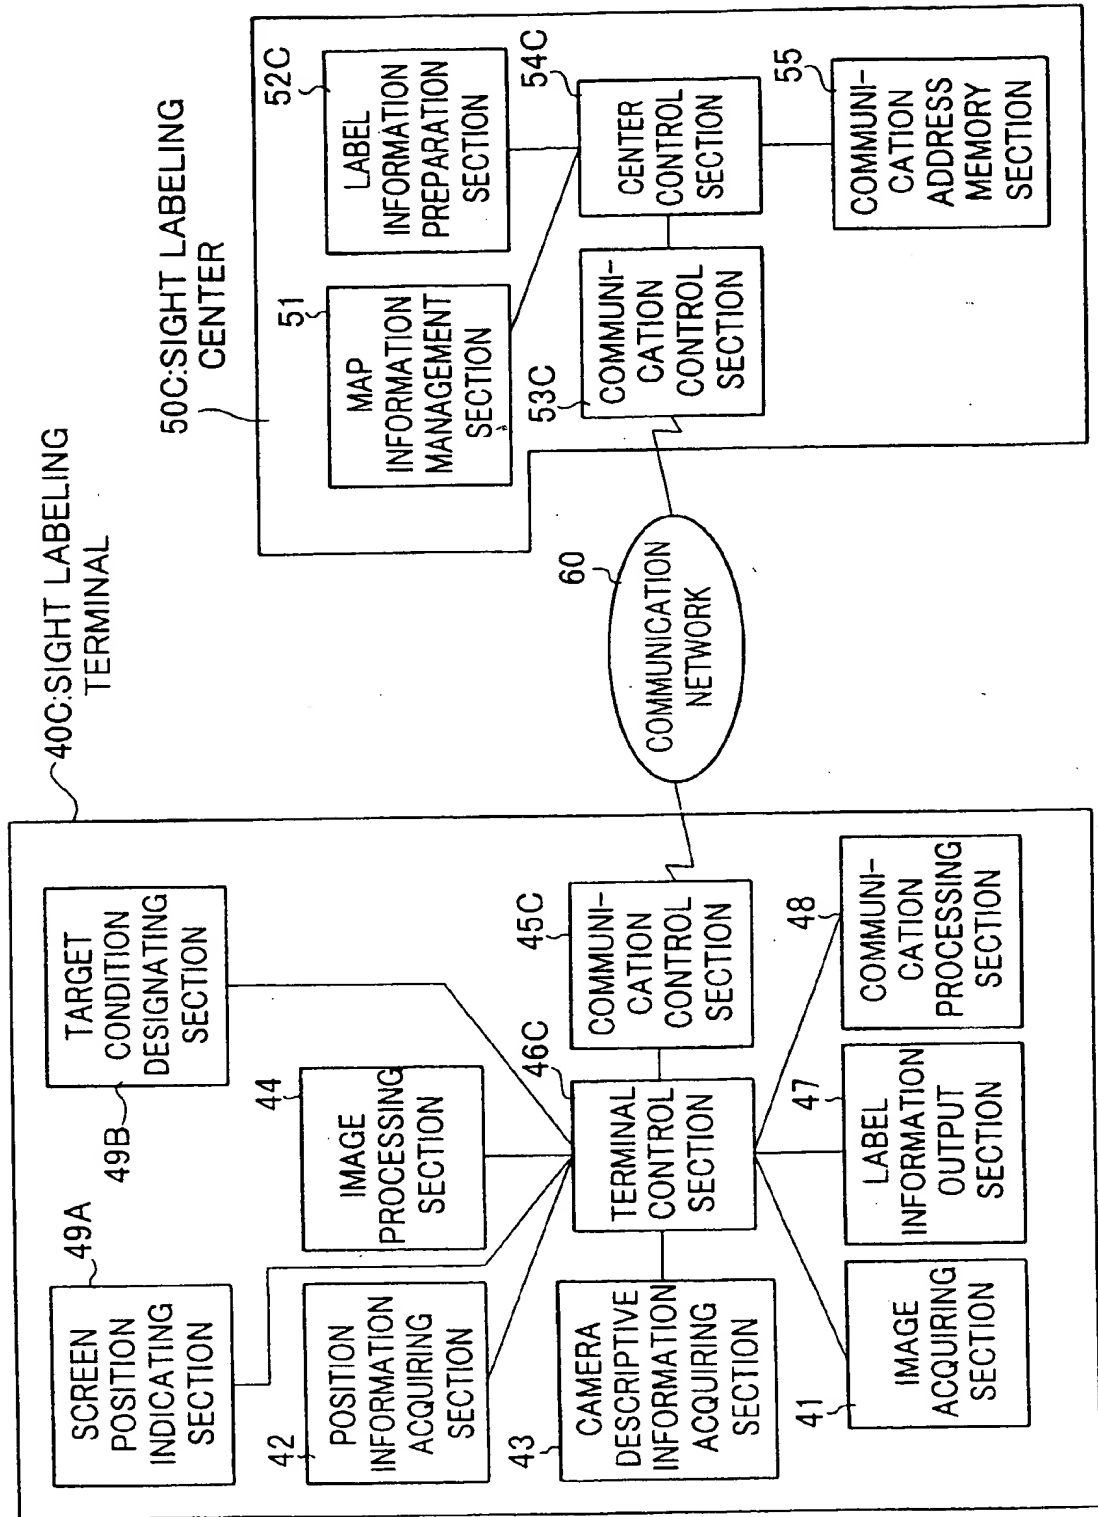 40C:SIGHT LABELING
TERMINAL
49A
SCREEN
POSITION
INDICATING
SECTION
49B
TARGET
CONDITION
DESIGNATING
SECTION
42
POSITION
INFORMATION
ACQUIRING
SECTION
44
IMAGE
PROCESSING
SECTION
43
CAMERA
DESCRIPTIVE
INFORMATION
ACQUIRING
SECTION
46C
TERMINAL
CONTROL
SECTION
45C
COMMUNI-
CATION
CONTROL
SECTION
41
IMAGE
ACQUIRING
SECTION
47
LABEL
INFORMATION
OUTPUT
SECTION
48
COMMUNI-
CATION
PROCESSING
SECTION
60
COMMUNICATION
NETWORK
50C:SIGHT LABELING
CENTER
51
MAP
INFORMATION
MANAGEMENT
SECTION
52C
LABEL
INFORMATION
PREPARATION
SECTION
53C
COMMUNI-
CATION
CONTROL
SECTION
54C
CENTER
CONTROL
SECTION
55
COMMUNI-
CATION
ADDRESS
MEMORY
SECTION